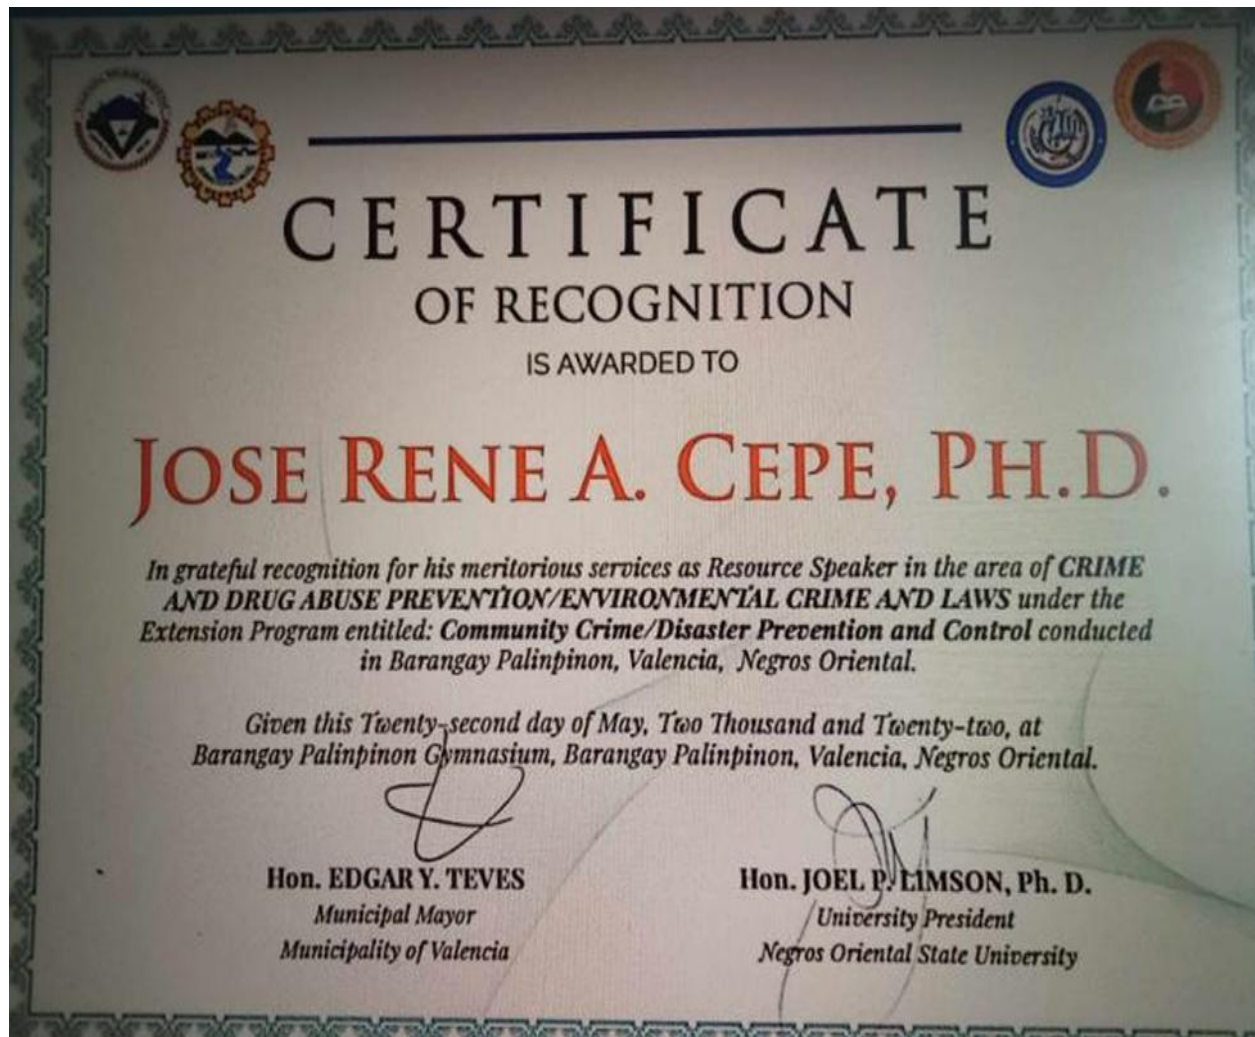 CERTIFICATE
OF RECOGNITION
IS AWARDED TO
JOSE RENE A. CEPE, PH.D.
In grateful recognition for his meritorious services as Resource Speaker in the area of CRIME
AND DRUG ABUSE PREVENTION/ENVIRONMENTAL CRIME AND LAWS under the
Extension Program entitled: Community Crime/Disaster Prevention and Control conducted
in Barangay Palinpinon, Valencia, Negros Oriental.
Given this Twenty-second day of May, Two Thousand and Twenty-two, at
Barangay Palinpinon Gymnasium, Barangay Palinpinon, Valencia, Negros Oriental.
Hon. EDGAR Y. TEVES
Municipal Mayor
Municipality of Valencia
Hon. JOEL P. LIMSON, Ph. D.
University President
Negros Oriental State University